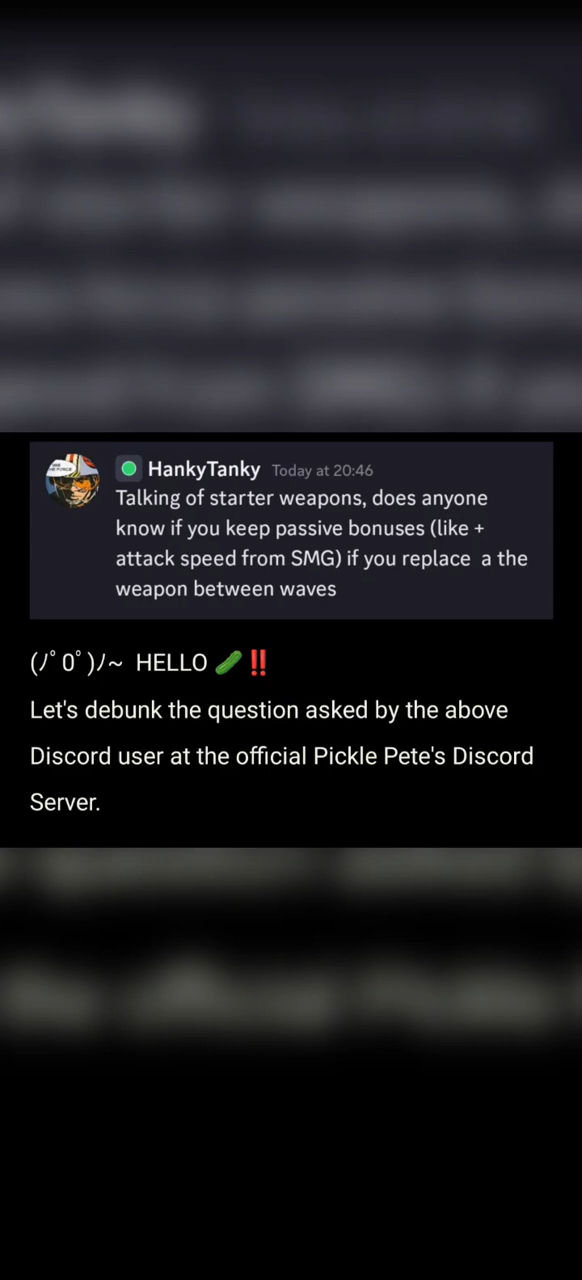 HankyTanky Today at 20:46
Talking of starter weapons, does anyone
know if you keep passive bonuses (like +
attack speed from SMG) if you replace a the
weapon between waves
(ﾉﾟ0ﾟ)ﾉ~ HELLO 🥒‼️
Let's debunk the question asked by the above
Discord user at the official Pickle Pete's Discord
Server.